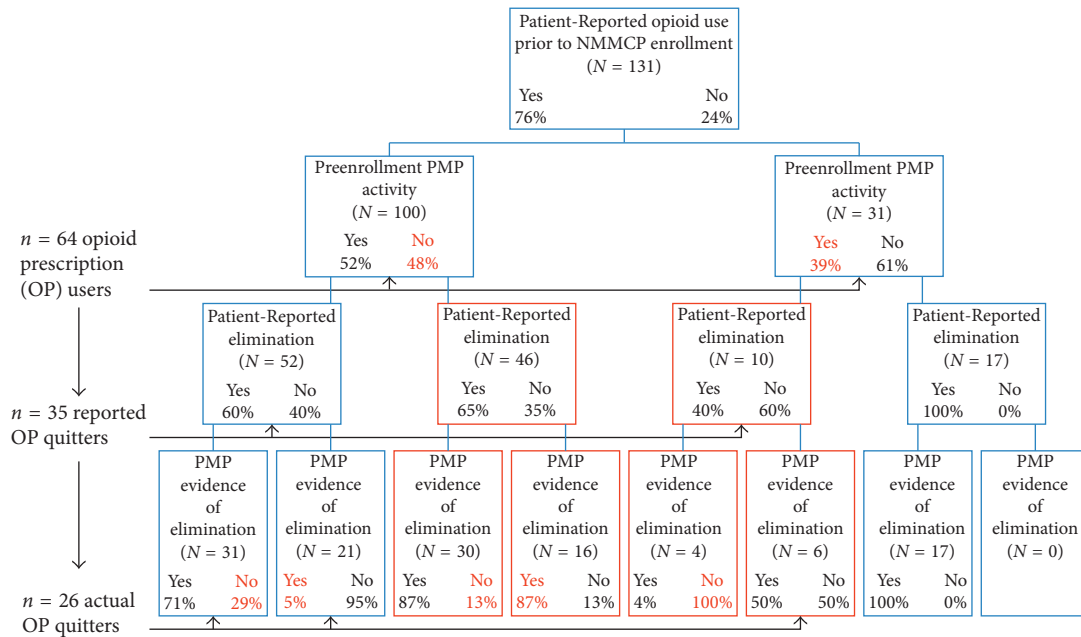 Patient-Reported opioid use
prior to NMMCP enrollment
(N = 131)
Yes No
76% 24%
Preenrollment PMP
activity
(N = 100)
Yes No
52% 48%
Preenrollment PMP
activity
(N = 31)
Yes No
39% 61%
n = 64 opioid
prescription
(OP) users
Patient-Reported
elimination
(N = 52)
Yes No
60% 40%
Patient-Reported
elimination
(N = 46)
Yes No
65% 35%
Patient-Reported
elimination
(N = 10)
Yes No
40% 60%
Patient-Reported
elimination
(N = 17)
Yes No
100% 0%
n = 35 reported
OP quitters
PMP
evidence
of
elimination
(N = 31)
Yes No
71% 29%
PMP
evidence
of
elimination
(N = 21)
Yes No
5% 95%
PMP
evidence
of
elimination
(N = 30)
Yes No
87% 13%
PMP
evidence
of
elimination
(N = 16)
Yes No
87% 13%
PMP
evidence
of
elimination
(N = 4)
Yes No
4% 100%
PMP
evidence
of
elimination
(N = 6)
Yes No
50% 50%
PMP
evidence
of
elimination
(N = 17)
Yes No
100% 0%
PMP
evidence
of
elimination
(N = 0)
n = 26 actual
OP quitters